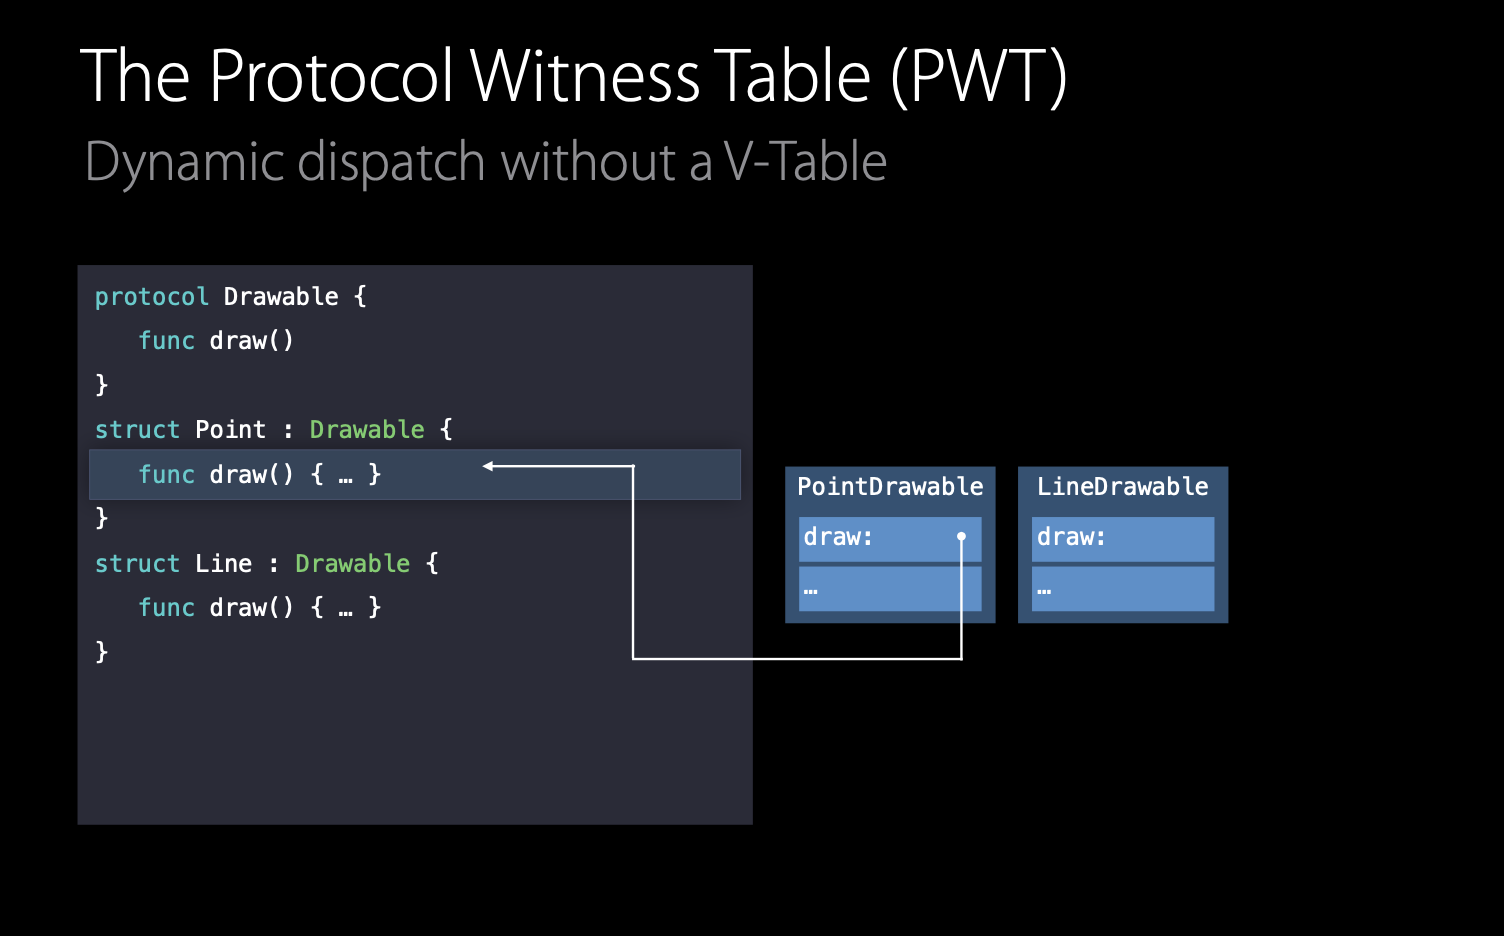 The Protocol Witness Table (PWT)
Dynamic dispatch without a V-Table
protocol Drawable {
   func draw()
}
struct Point : Drawable {
   func draw() { … }
}
struct Line : Drawable {
   func draw() { … }
}
PointDrawable
draw:
…
LineDrawable
draw:
…